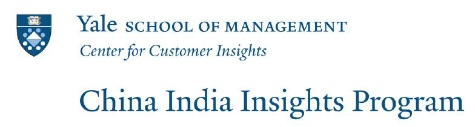 Yale SCHOOL OF MANAGEMENT
Center for Customer Insights
China India Insights Program